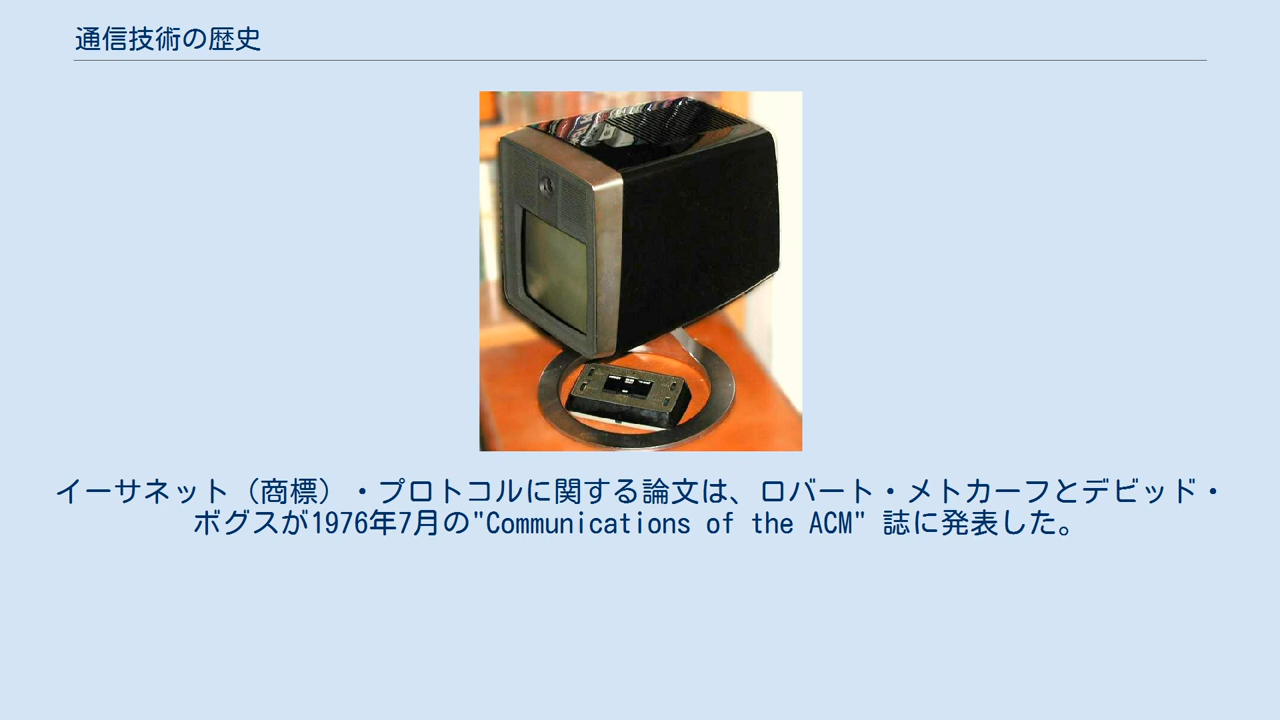 通信技術の歴史
イーサネット（商標）・プロトコルに関する論文は、ロバート・メトカーフとデビッド・
ボグスが1976年7月の"Communications of the ACM" 誌に発表した。